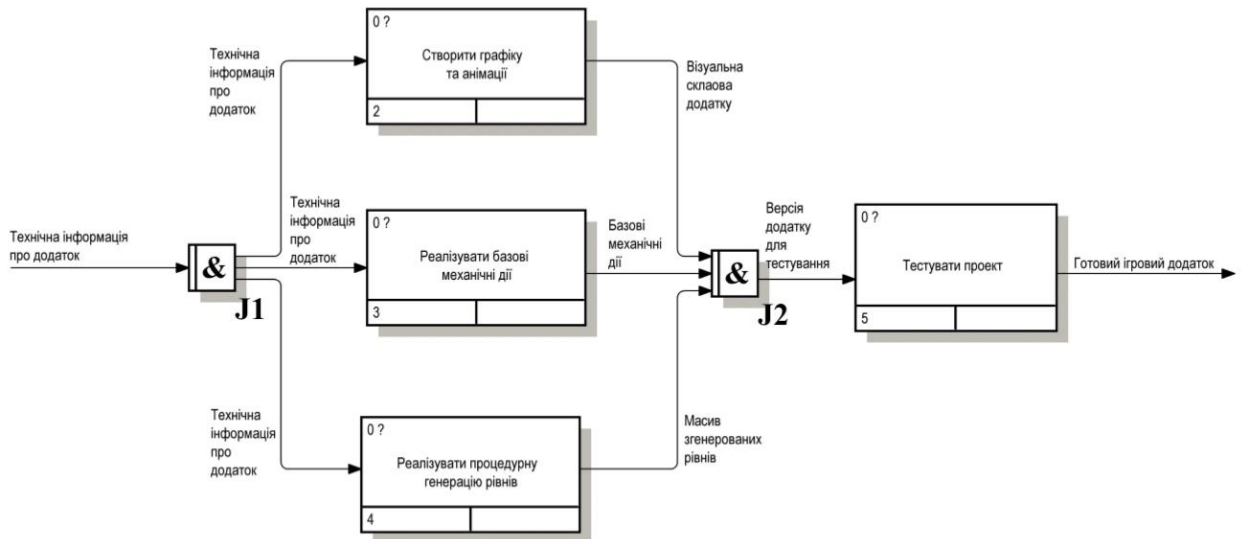 0 ?
Створити графіку
та анімації
2
Технічна
інформація
про
додаток
Візуальна
склаова
додатку
Технічна інформація
про додаток
&
J1
Технічна
інформація
про
додаток
0 ?
Реалізувати базові
механічні дії
3
Базові
механічні
дії
&
J2
Версія
додатку
для
тестування
0 ?
Тестувати проект
5
Готовий ігровий додаток
Технічна
інформація
про
додаток
0 ?
Реалізувати процедурну
генерацію рівнів
4
Масив
згенерованих
рівнів